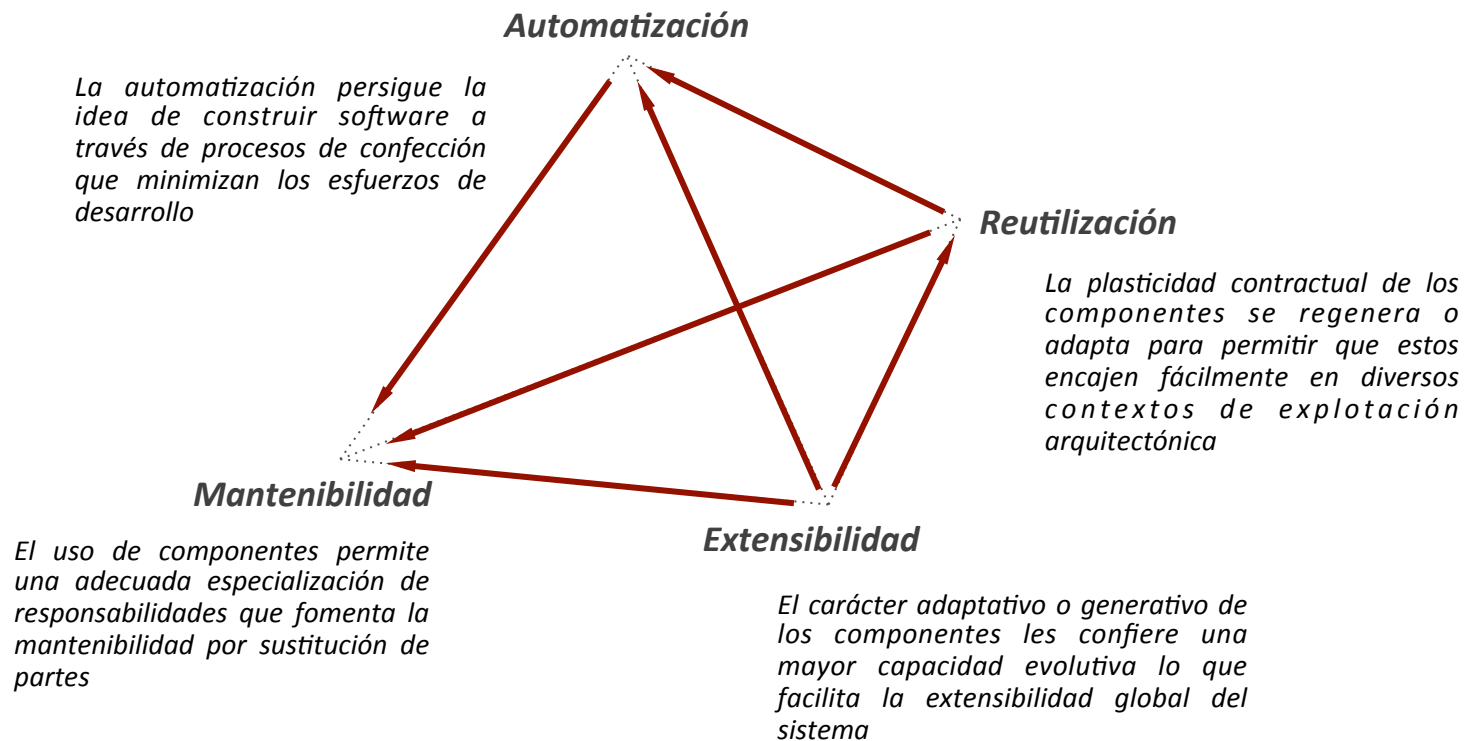 Automatización
La automatización persigue la
idea de construir software a
través de procesos de confección
que minimizan los esfuerzos de
desarrollo
Reutilización
La plasticidad contractual de los
componentes se regenera o
adapta para permitir que estos
encajen fácilmente en diversos
contextos de explotación
arquitectónica
Mantenibilidad
El uso de componentes permite
una adecuada especialización de
responsabilidades que fomenta la
mantenibilidad por sustitución de
partes
Extensibilidad
El carácter adaptativo o generativo de
los componentes les confiere una
mayor capacidad evolutiva lo que
facilita la extensibilidad global del
sistema